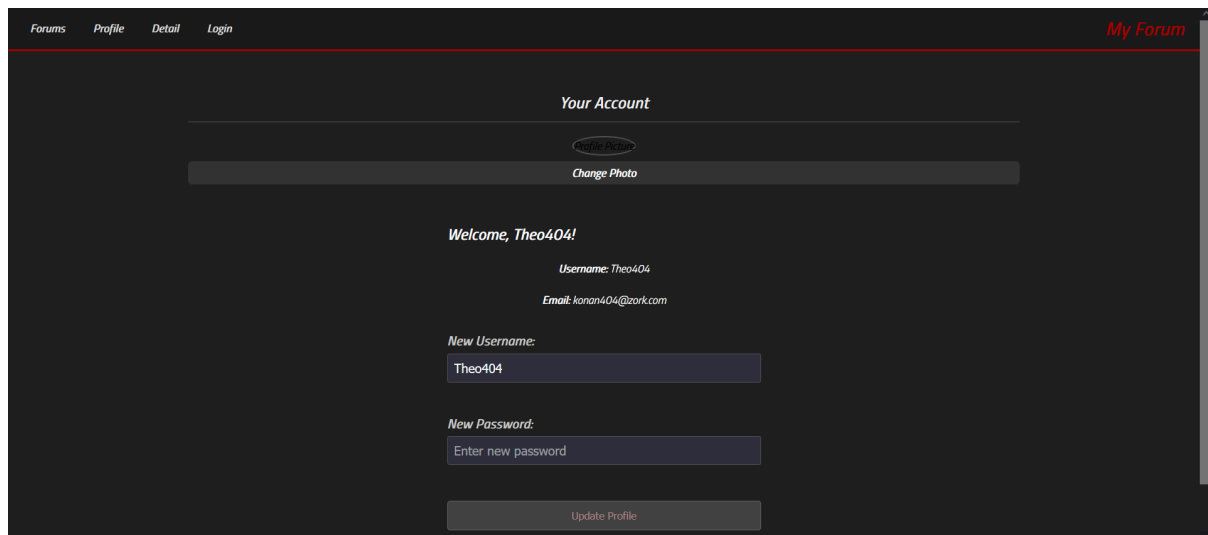 Forums Profile Detail Login My Forum
Your Account
Profile Picture
Change Photo
Welcome, Theo404!
Username: Theo404
Email: konan404@zork.com
New Username:
Theo404
New Password:
Enter new password
Update Profile